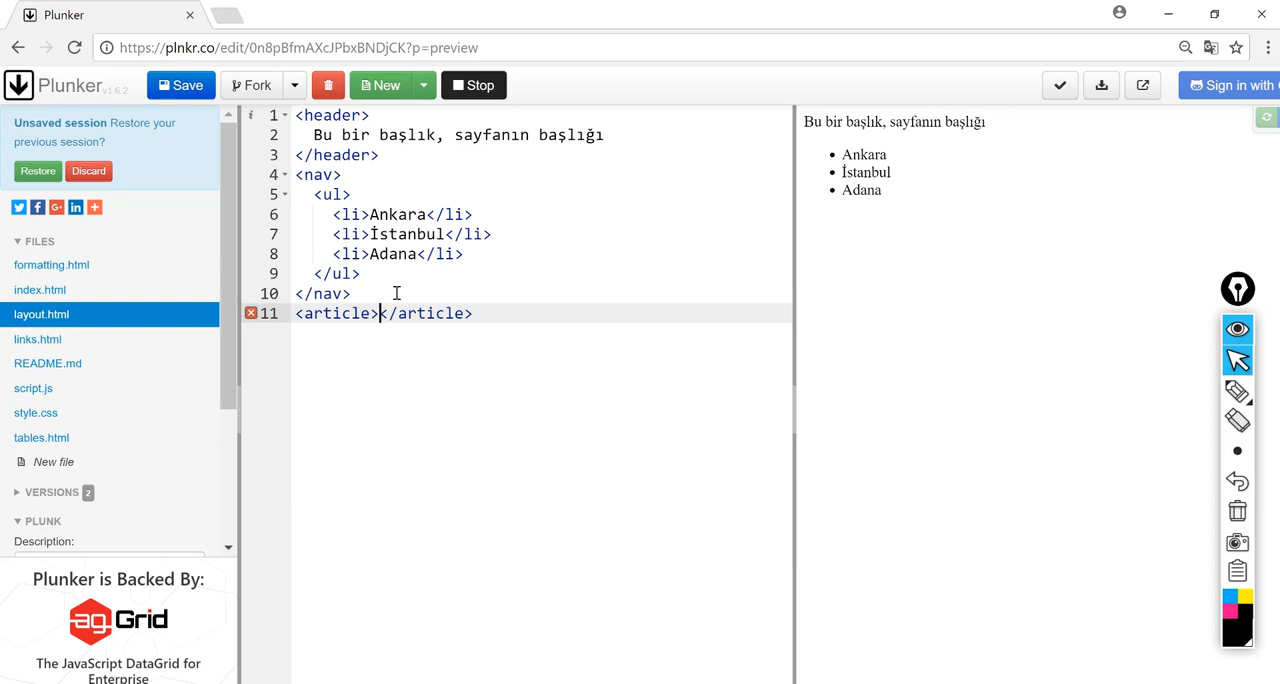 Plunker
https://plnkr.co/edit/0n8pBfmAXcJPbxBNDjCK?p=preview
Plunker v1.6.2
Save
Fork
New
Stop
Sign in with
Unsaved session Restore your
previous session?
Restore
Discard
FILES
formatting.html
index.html
layout.html
links.html
README.md
script.js
style.css
tables.html
New file
VERSIONS 2
PLUNK
Description:
Plunker is Backed By:
ag Grid
The JavaScript DataGrid for
Enterprise
1 <header>
2 Bu bir başlık, sayfanın başlığı
3 </header>
4 <nav>
5 <ul>
6 <li>Ankara</li>
7 <li>İstanbul</li>
8 <li>Adana</li>
9 </ul>
10 </nav>
11 <article></article>
Bu bir başlık, sayfanın başlığı
Ankara
İstanbul
Adana